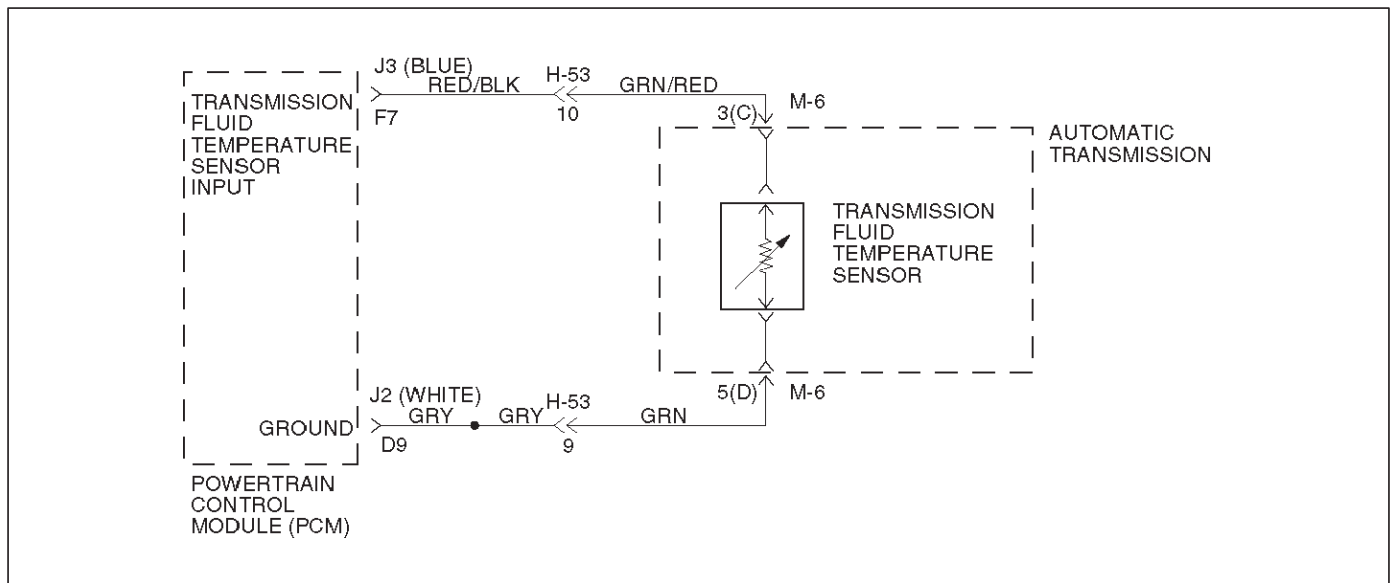 J3 (BLUE)
RED/BLK
H-53
GRN/RED
M-6
F7
10
3(C)
TRANSMISSION
FLUID
TEMPERATURE
SENSOR
INPUT
AUTOMATIC
TRANSMISSION
TRANSMISSION
FLUID
TEMPERATURE
SENSOR
J2 (WHITE)
GRY
GRY
H-53
GRN
5(D)
M-6
GROUND
D9
9
POWERTRAIN
CONTROL
MODULE (PCM)